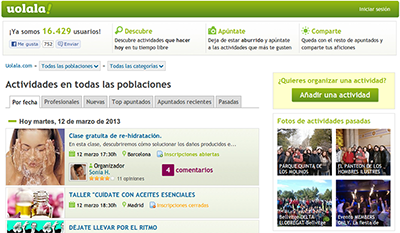 uolala!
Iniciar sesión
¡Ya somos 16.429 usuarios!
Me gusta 752 Enviar
Descubre
Descubre actividades que hacer hoy en tu tiempo libre
Apúntate
Deja de estar aburrido y apúntate a las actividades que más te gusten
Comparte
Queda con el resto de apuntados y comparte tus aficiones
Uolala.com » Todas las poblaciones » Todas las categorías
Actividades en todas las poblaciones
Por fecha Profesionales Nuevas Top apuntados Apuntados recientes Pasadas
Hoy martes, 12 de marzo de 2013
Clase gratuita de re-hidratación.
En esta clase, descubriremos cómo solucionar los daños producidos e...
12 marzo 17:30h Barcelona Inscripciones abiertas
Organizador
Sonia H.
11 opiniones
4 comentarios
TALLER "CUIDATE CON ACEITES ESENCIALES
12 marzo 18:30h Madrid Inscripciones cerradas
DÉJATE LLEVAR POR EL RITMO
¿Quieres organizar una actividad?
Añadir una actividad
Fotos de actividades pasadas
PARQUE QUINTA DE LOS MOLINOS
EL PANTEÓN DE LOS HOMBRES ILUSTRES
Evento MEMBERS ONLY. La fiesta de